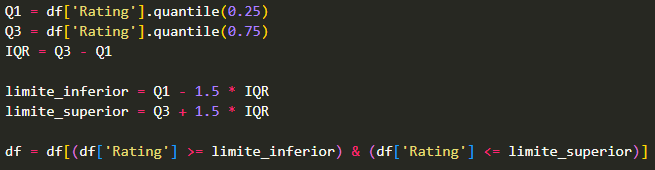 Q1 = df['Rating'].quantile(0.25)
Q3 = df['Rating'].quantile(0.75)
IQR = Q3 - Q1
limite_inferior = Q1 - 1.5 * IQR
limite_superior = Q3 + 1.5 * IQR
df = df[(df['Rating'] >= limite_inferior) & (df['Rating'] <= limite_superior)]